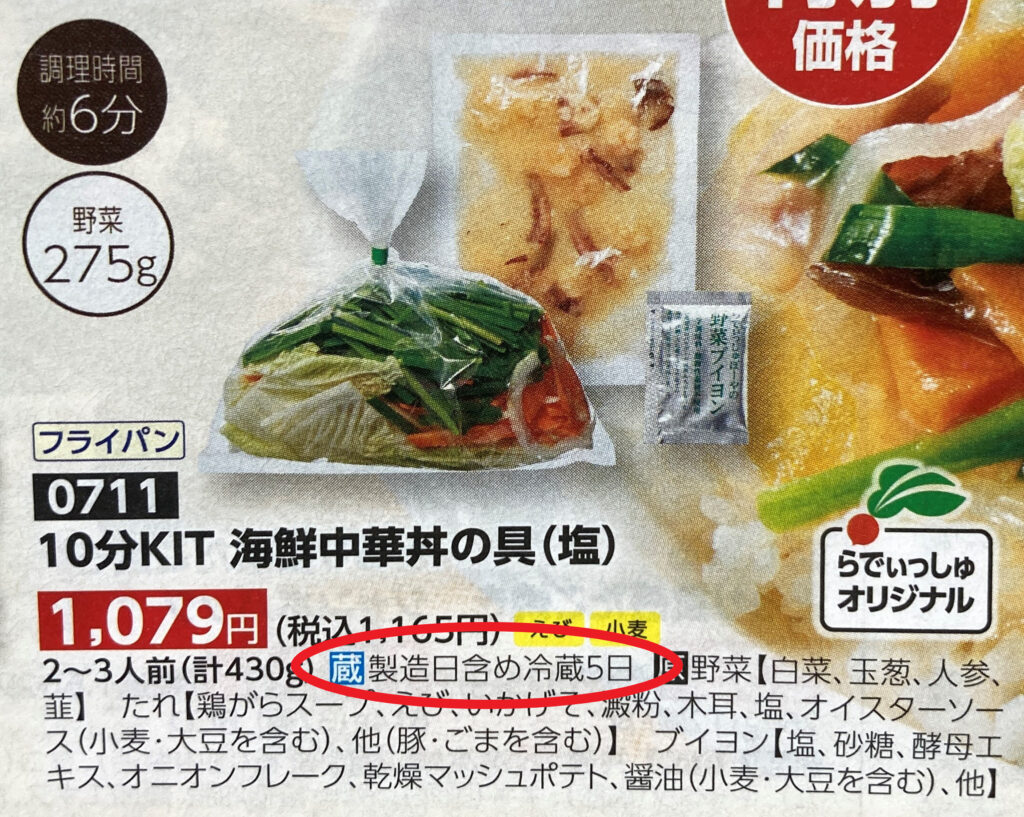 価格
調理時間
約6分
野菜
275g
野菜ブイヨン
フライパン
0711
10分KIT 海鮮中華丼の具(塩)
らでぃっしゅ
オリジナル
1,079円 (税込1,165円) えび 小麦
2〜3人前(計430g) 蔵 製造日含め冷蔵5日 野菜【白菜、玉葱、人参、
韮】 たれ【鶏がらスープ、えび、いかげそ、澱粉、木耳、塩、オイスターソー
ス(小麦・大豆を含む)、他(豚・ごまを含む)】 ブイヨン【塩、砂糖、酵母エ
キス、オニオンフレーク、乾燥マッシュポテト、醤油(小麦・大豆を含む)、他】